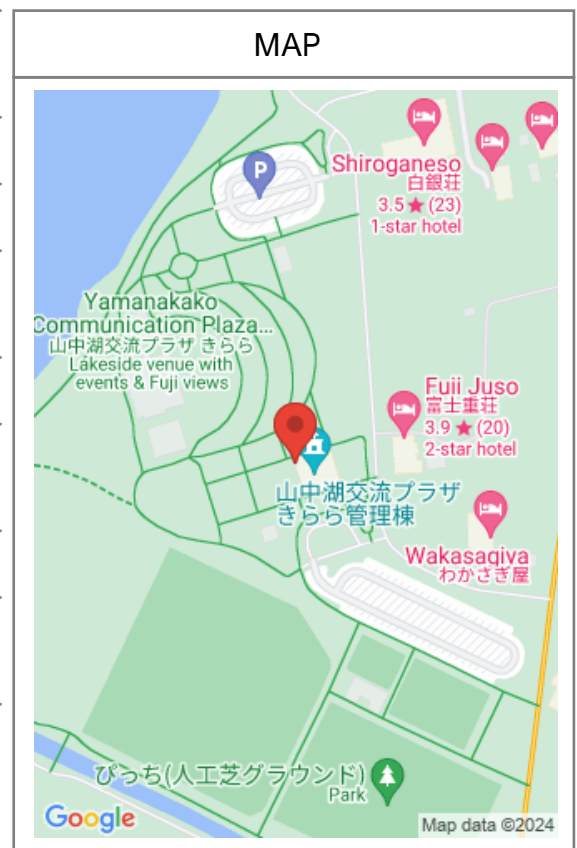 MAP
P
Shiroganeso
白銀荘
3.5★(23)
1-star hotel
Yamanakako
Communication Plaza...
山中湖交流プラザ きらら
Lakeside venue with
events & Fuji views
Fuji Juso
富士重荘
3.9★(20)
2-star hotel
山中湖交流プラザ
きらら管理棟
Wakasagiya
わかさぎ屋
ぴっち(人工芝グラウンド)
Park
Google
Map data ©2024